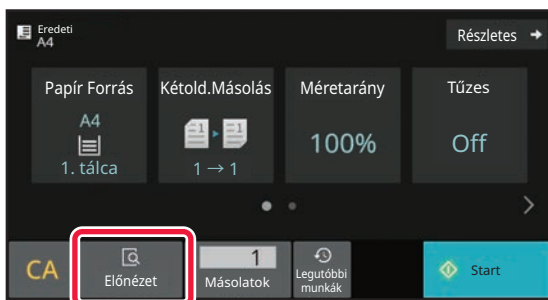 Eredeti
A4
Részletes
Papír Forrás
A4
1. tálca
Kétold.Másolás
1 → 1
Méretarány
100%
Tűzes
Off
CA
Előnézet
1
Másolatok
Legutóbbi
munkák
Start